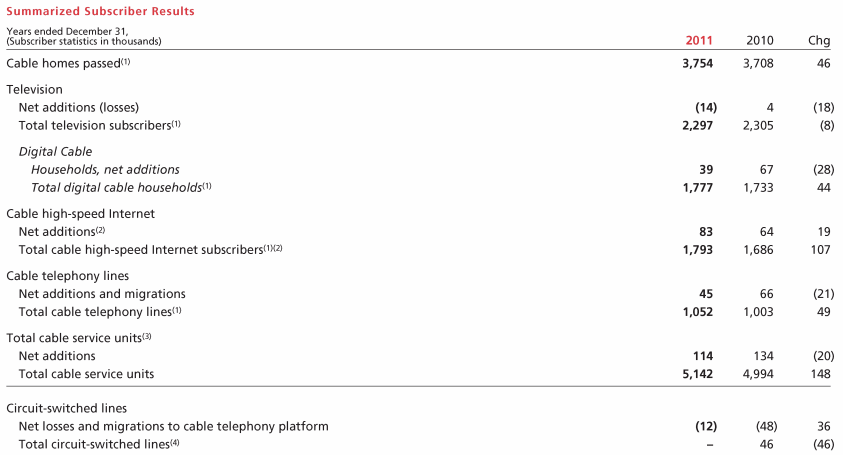 Summarized Subscriber Results
Years ended December 31,
(Subscriber statistics in thousands) 2011 2010 Chg
Cable homes passed(1) 3,754 3,708 46
Television
Net additions (losses) (14) 4 (18)
Total television subscribers(1) 2,297 2,305 (8)
Digital Cable
Households, net additions 39 67 (28)
Total digital cable households(1) 1,777 1,733 44
Cable high-speed Internet
Net additions(2) 83 64 19
Total cable high-speed Internet subscribers(1)(2) 1,793 1,686 107
Cable telephony lines
Net additions and migrations 45 66 (21)
Total cable telephony lines(1) 1,052 1,003 49
Total cable service units(3)
Net additions 114 134 (20)
Total cable service units 5,142 4,994 148
Circuit-switched lines
Net losses and migrations to cable telephony platform (12) (48) 36
Total circuit-switched lines(4) – 46 (46)